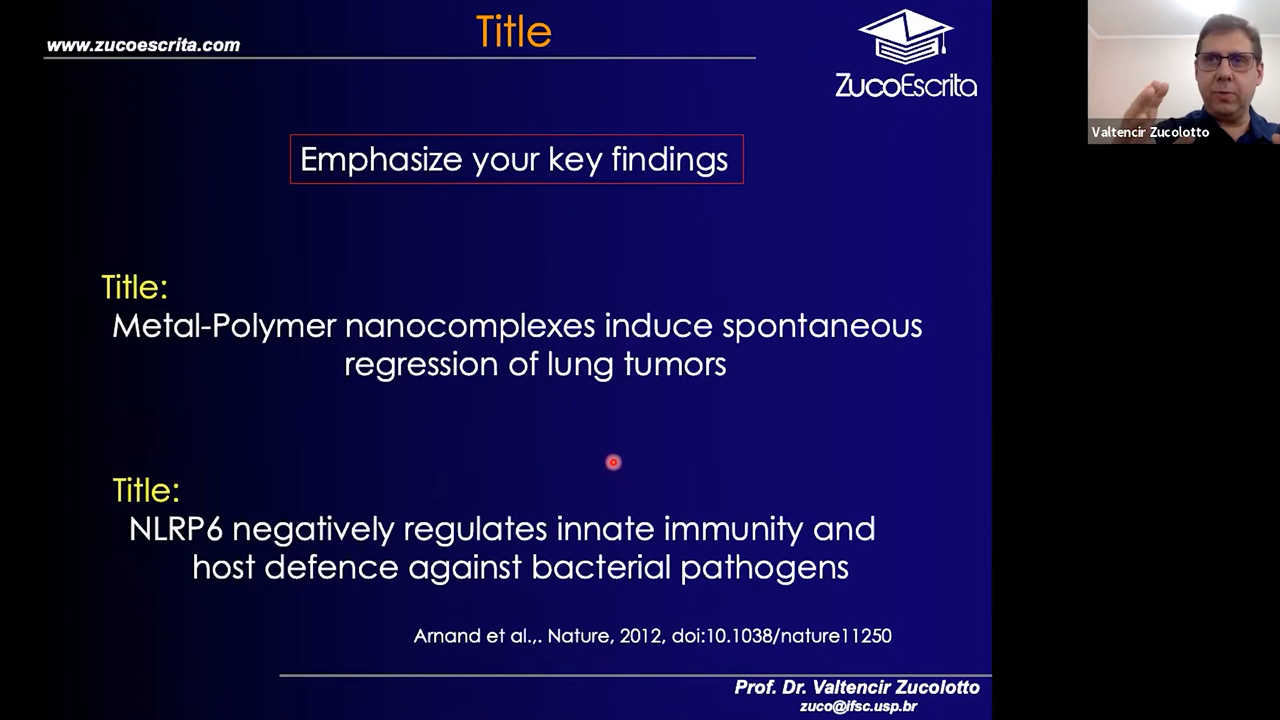 www.zucoescrita.com
Title
ZucoEscrita
Valtencir Zucolotto
Emphasize your key findings
Title:
Metal-Polymer nanocomplexes induce spontaneous
regression of lung tumors
Title:
NLRP6 negatively regulates innate immunity and
host defence against bacterial pathogens
Arnand et al.,. Nature, 2012, doi:10.1038/nature11250
Prof. Dr. Valtencir Zucolotto
zuco@ifsc.usp.br